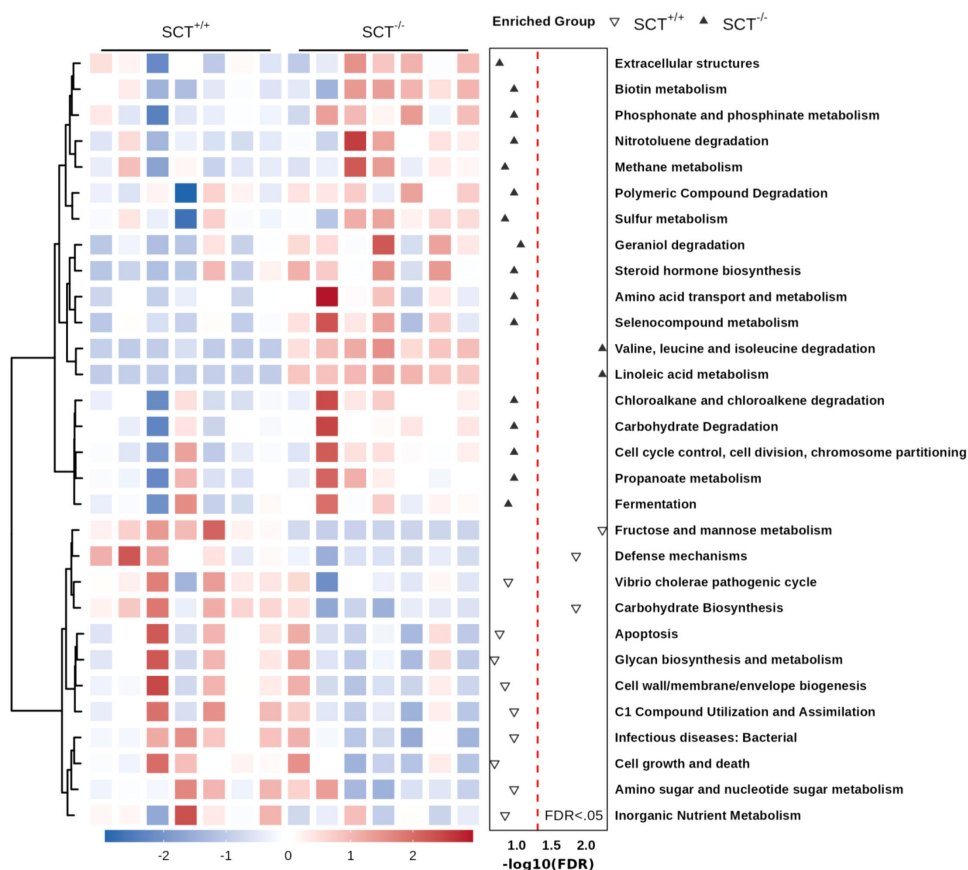 SCT+/+ SCT-/- Enriched Group ▽ SCT+/+ ▲ SCT-/-
Extracellular structures
Biotin metabolism
Phosphonate and phosphinate metabolism
Nitrotoluene degradation
Methane metabolism
Polymeric Compound Degradation
Sulfur metabolism
Geraniol degradation
Steroid hormone biosynthesis
Amino acid transport and metabolism
Selenocompound metabolism
Valine, leucine and isoleucine degradation
Linoleic acid metabolism
Chloroalkane and chloroalkene degradation
Carbohydrate Degradation
Cell cycle control, cell division, chromosome partitioning
Propanoate metabolism
Fermentation
Fructose and mannose metabolism
Defense mechanisms
Vibrio cholerae pathogenic cycle
Carbohydrate Biosynthesis
Apoptosis
Glycan biosynthesis and metabolism
Cell wall/membrane/envelope biogenesis
C1 Compound Utilization and Assimilation
Infectious diseases: Bacterial
Cell growth and death
Amino sugar and nucleotide sugar metabolism
FDR<.05 Inorganic Nutrient Metabolism
-2 -1 0 1 2 1.0 1.5 2.0
-log10(FDR)